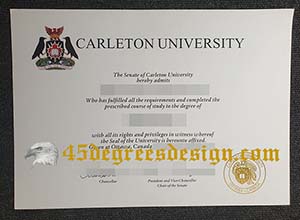 CARLETON UNIVERSITY
The Senate of Carleton University
hereby admits
Who has fulfilled all the requirements and completed the
prescribed course of study to the degree of
with all its rights and privileges in witness whereof
the Seal of the University is hereunto affixed.
Given at Ottawa, Canada
45degreesdesign.com
Chancellor
President and Vice-Chancellor
Chair of the Senate